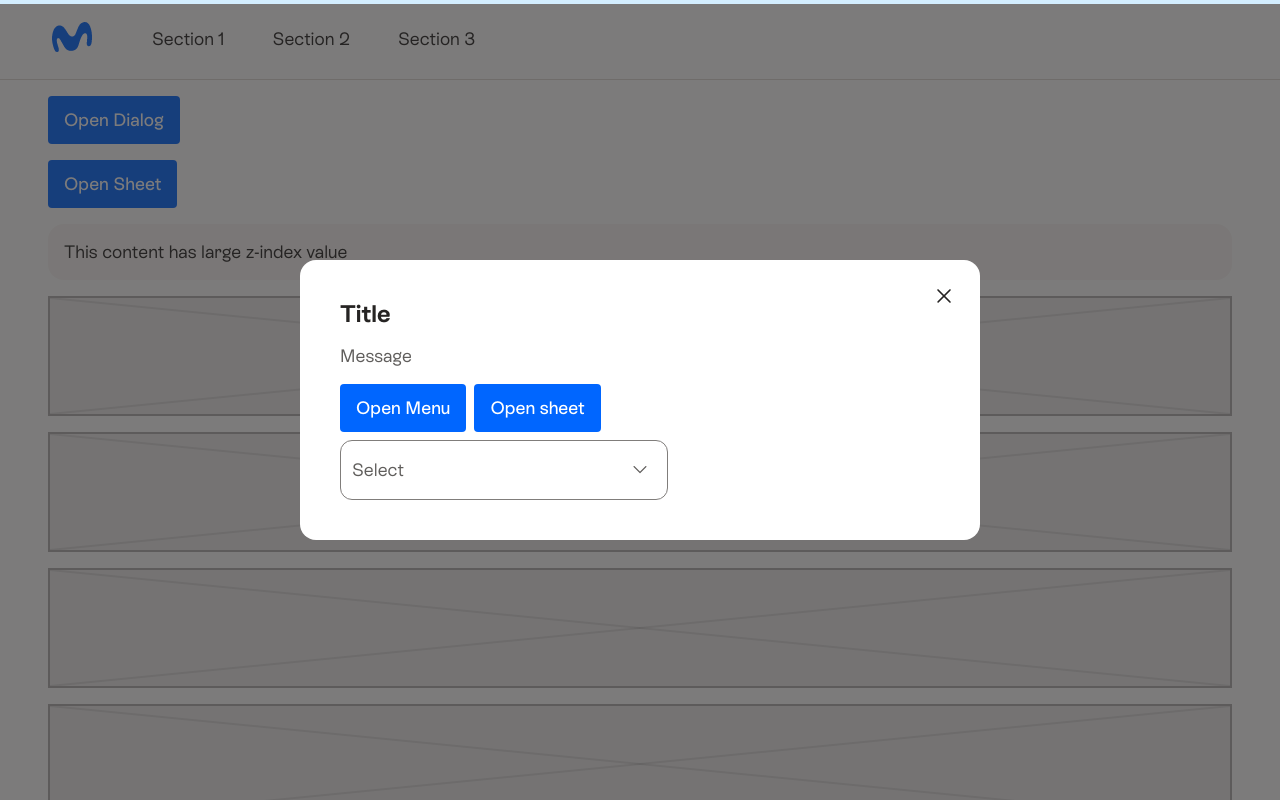 Section 1 Section 2 Section 3
Open Dialog
Open Sheet
This content has large z-index value
Title
Message
Open Menu Open sheet
Select